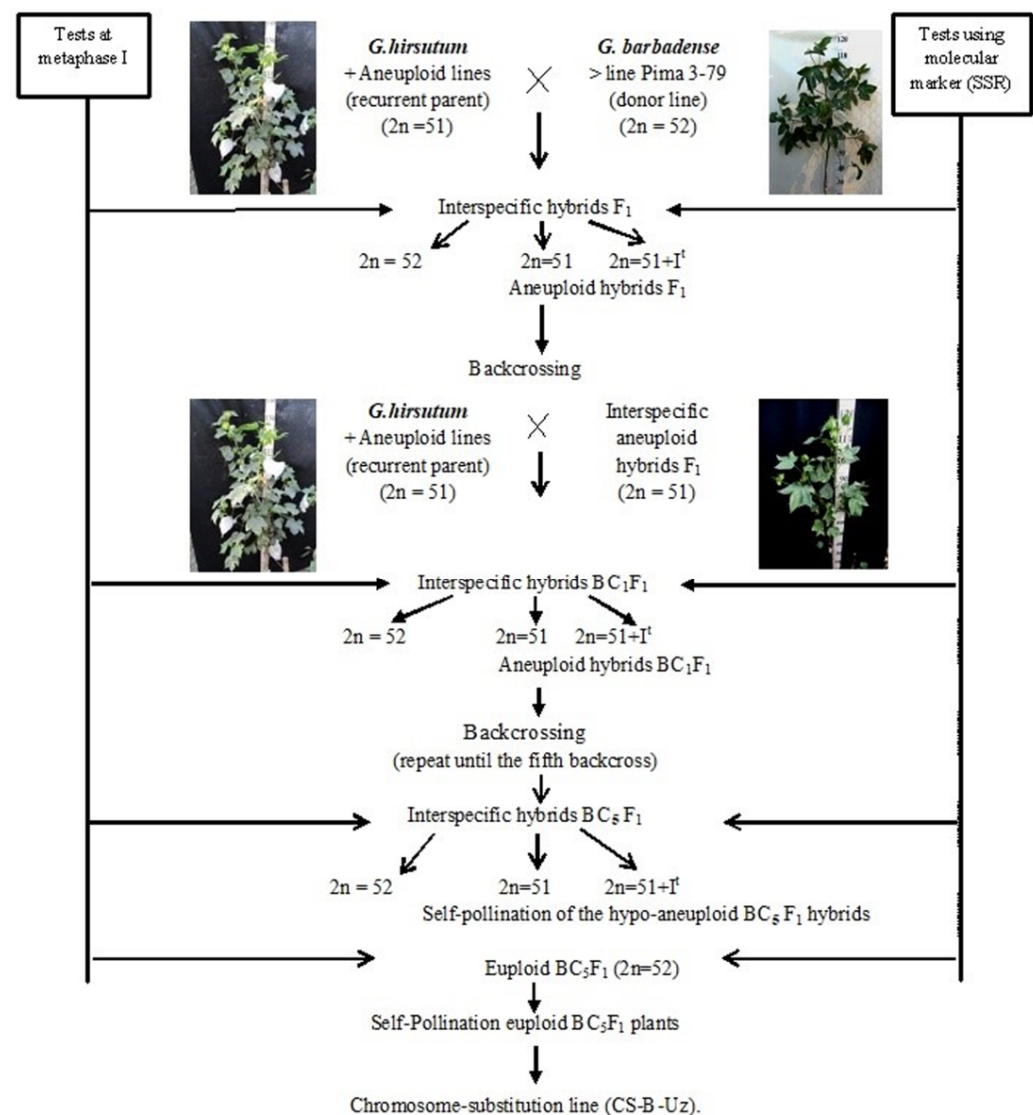 Tests at
metaphase I
G.hirsutum
+ Aneuploid lines
(recurrent parent)
(2n =51)
G. barbadense
> line Pima 3-79
(donor line)
(2n = 52)
Tests using
molecular
marker (SSR)
Interspecific hybrids F₁
2n = 52
2n=51
2n=51+Iᵗ
Aneuploid hybrids F₁
Backcrossing
G.hirsutum
+ Aneuploid lines
(recurrent parent)
(2n = 51)
Interspecific
aneuploid
hybrids F₁
(2n = 51)
Interspecific hybrids BC₁F₁
2n = 52
2n=51
2n=51+Iᵗ
Aneuploid hybrids BC₁F₁
Backcrossing
(repeat until the fifth backcross)
Interspecific hybrids BC₅ F₁
2n = 52
2n=51
2n=51+Iᵗ
Self-pollination of the hypo-aneuploid BC₅ F₁ hybrids
Euploid BC₅F₁ (2n=52)
Self-Pollination euploid BC₅F₁ plants
Chromosome-substitution line (CS-B-Uz).